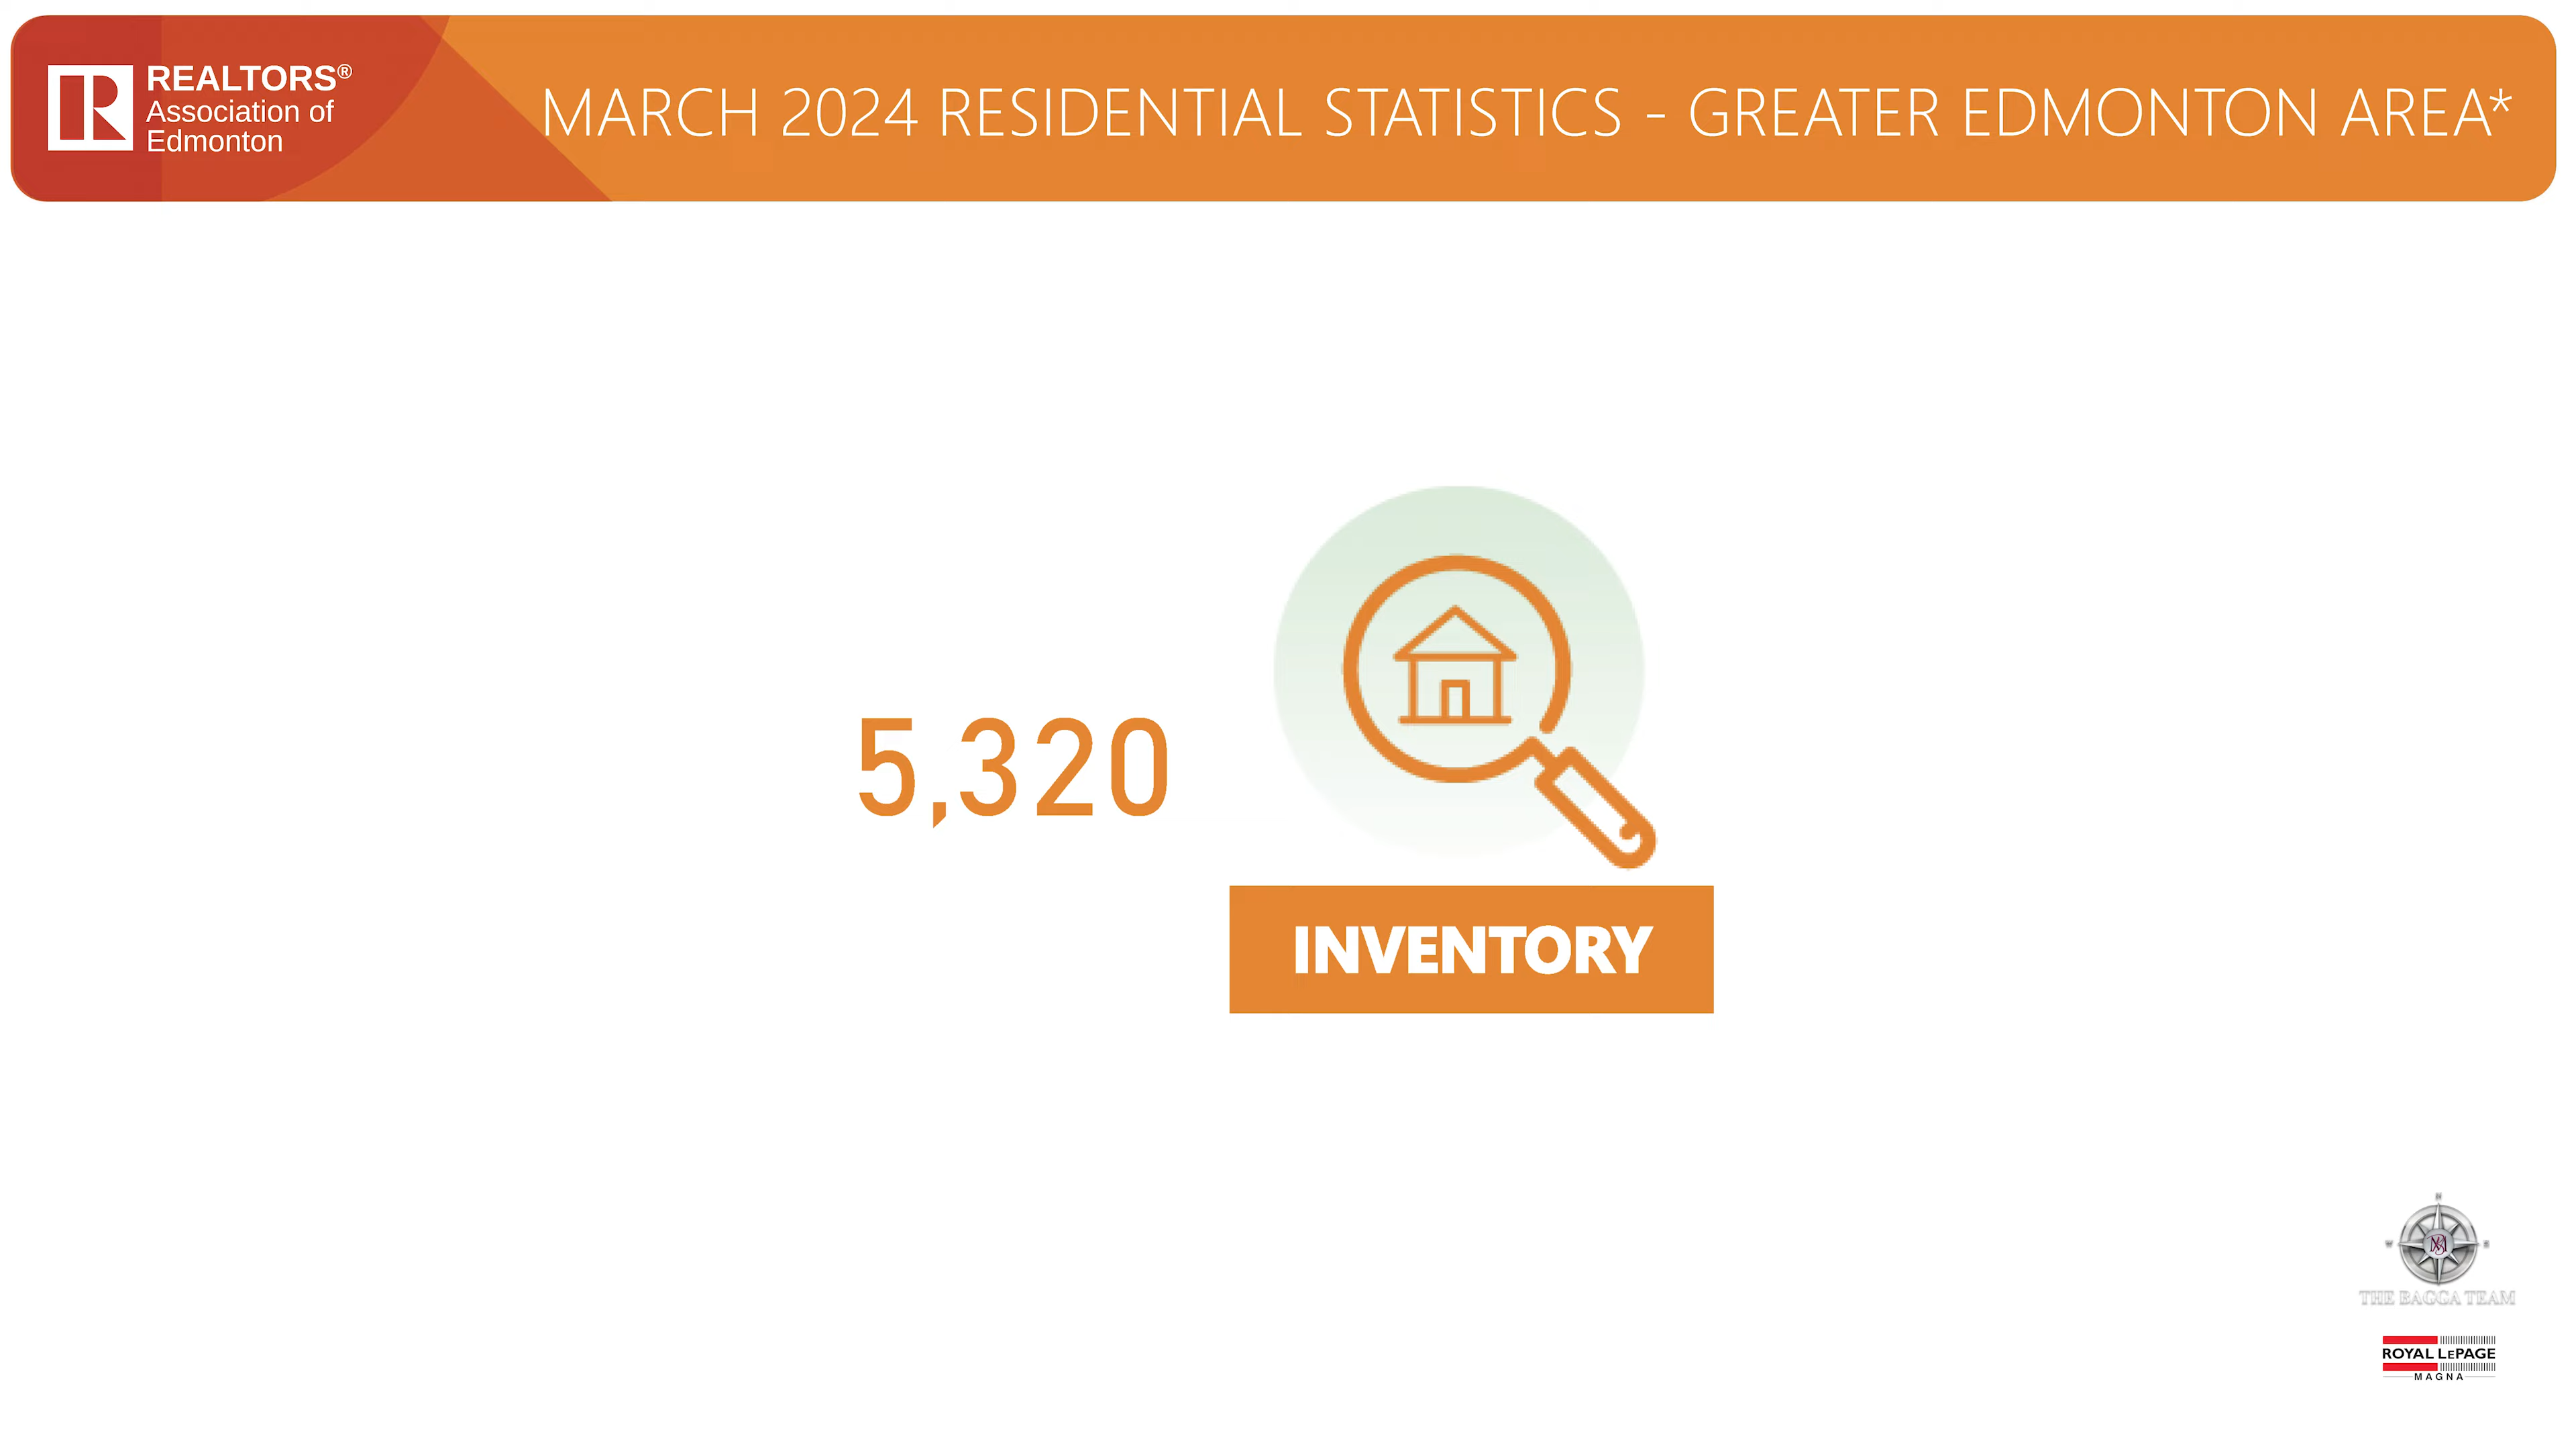 REALTORS®
Association of
Edmonton
MARCH 2024 RESIDENTIAL STATISTICS - GREATER EDMONTON AREA*
5,320
INVENTORY
N
W E
THE BAGGA TEAM
ROYAL LEPAGE
MAGNA